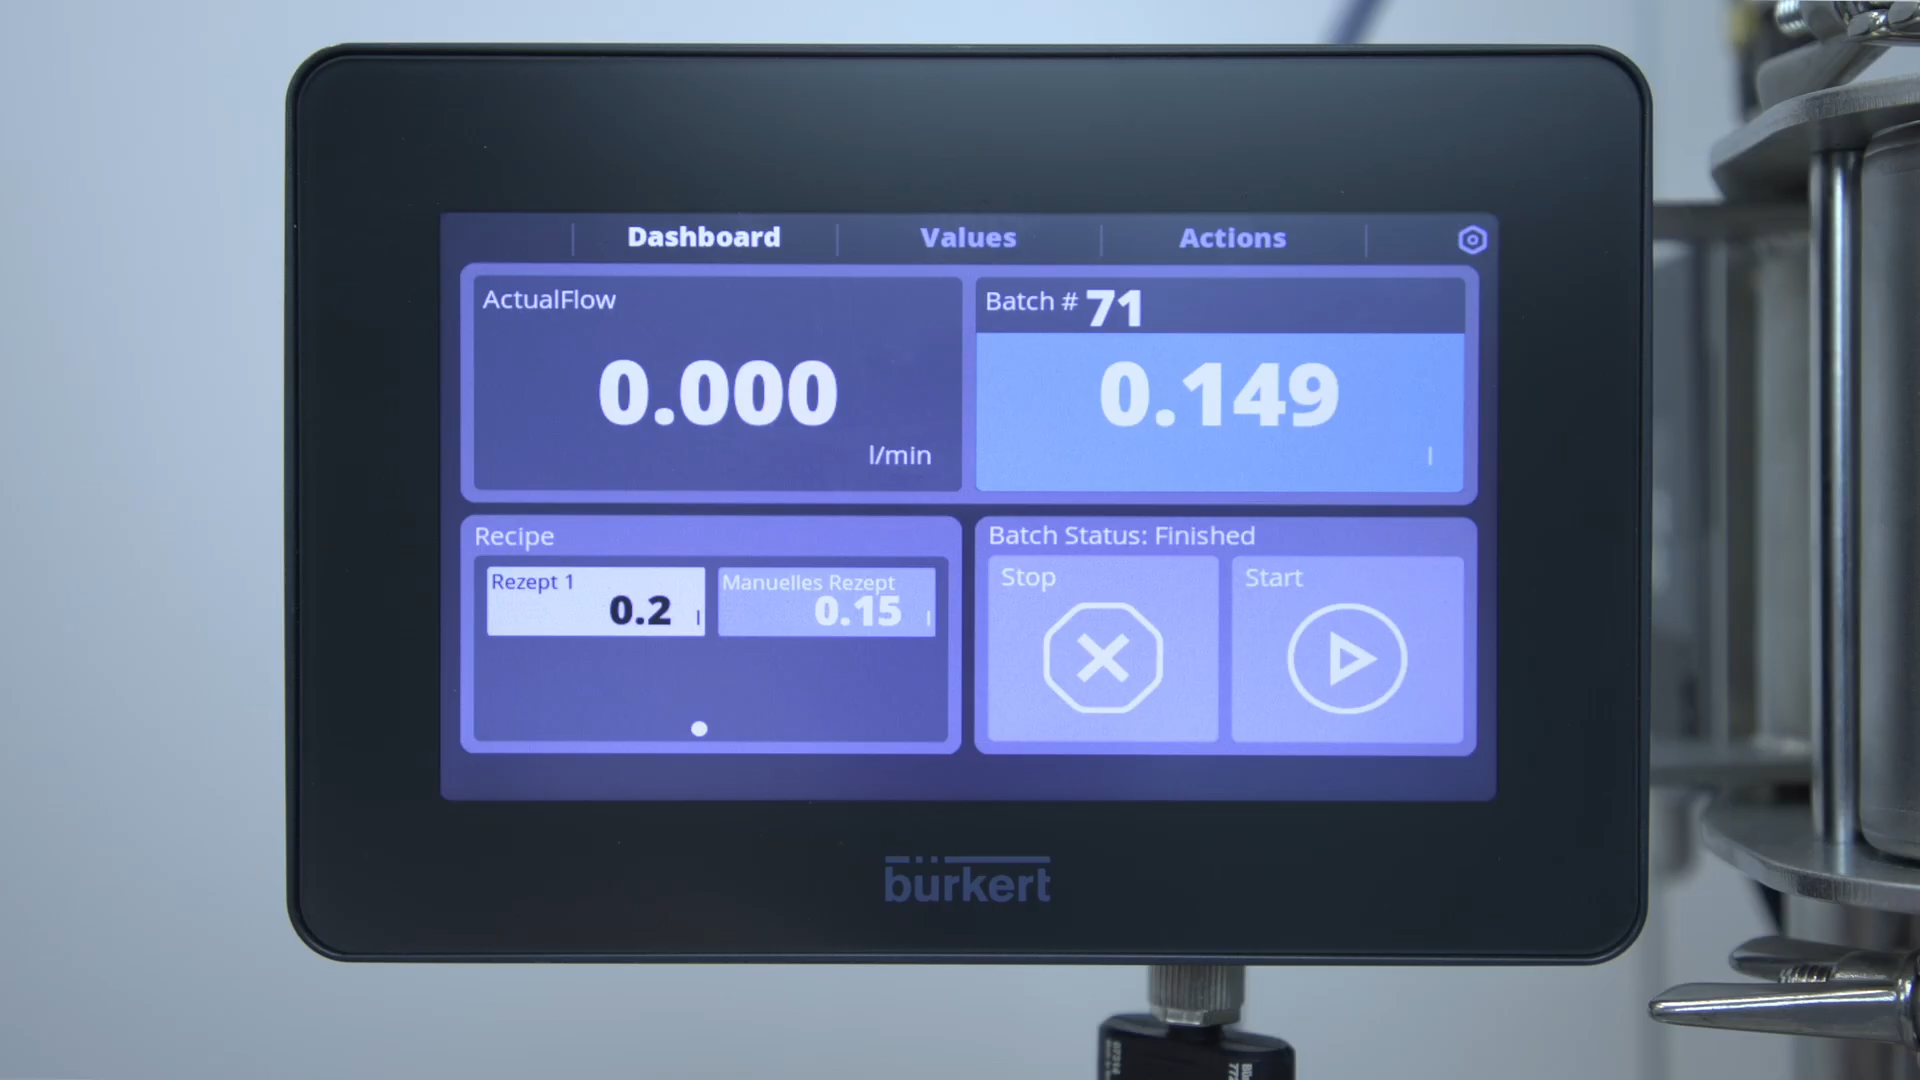 Dashboard Values Actions
ActualFlow
0.000
l/min
Batch # 71
0.149
l
Recipe
Rezept 1
0.2 l
Manuelles Rezept
0.15 l
Batch Status: Finished
Stop
Start
bürkert